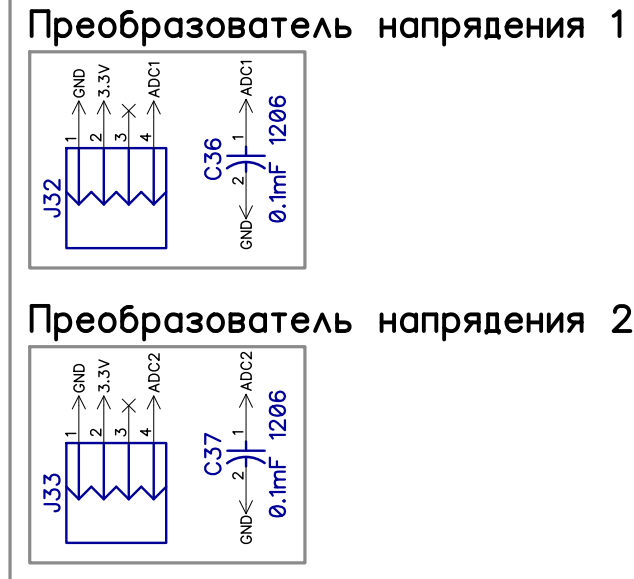 Преобразователь напрядения 1
GND
3.3V
ADC1
1
2
3
4
J32
ADC1
1
C36
1206
2
0.1mF
GND
Преобразователь напрядения 2
GND
3.3V
ADC2
1
2
3
4
J33
ADC2
1
C37
1206
2
0.1mF
GND